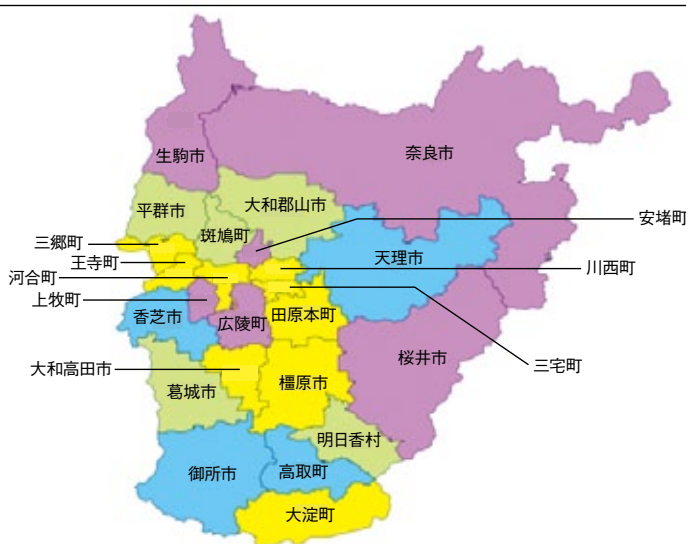 生駒市
奈良市
平群市
大和郡山市
斑鳩町
安堵町
三郷町
王寺町
天理市
川西町
河合町
上牧町
香芝市
広陵町
田原本町
桜井市
三宅町
大和高田市
葛城市
橿原市
明日香村
御所市
高取町
大淀町